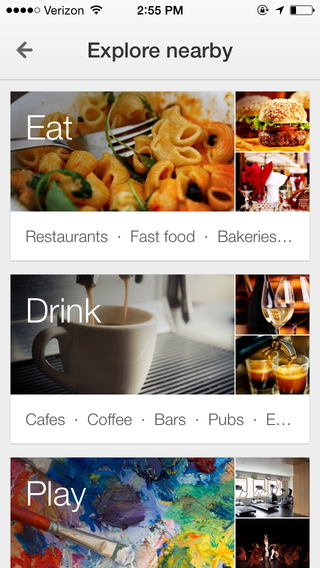 Verizon 2:55 PM
Explore nearby
Eat
Restaurants · Fast food · Bakeries…
Drink
Cafes · Coffee · Bars · Pubs · E…
Play